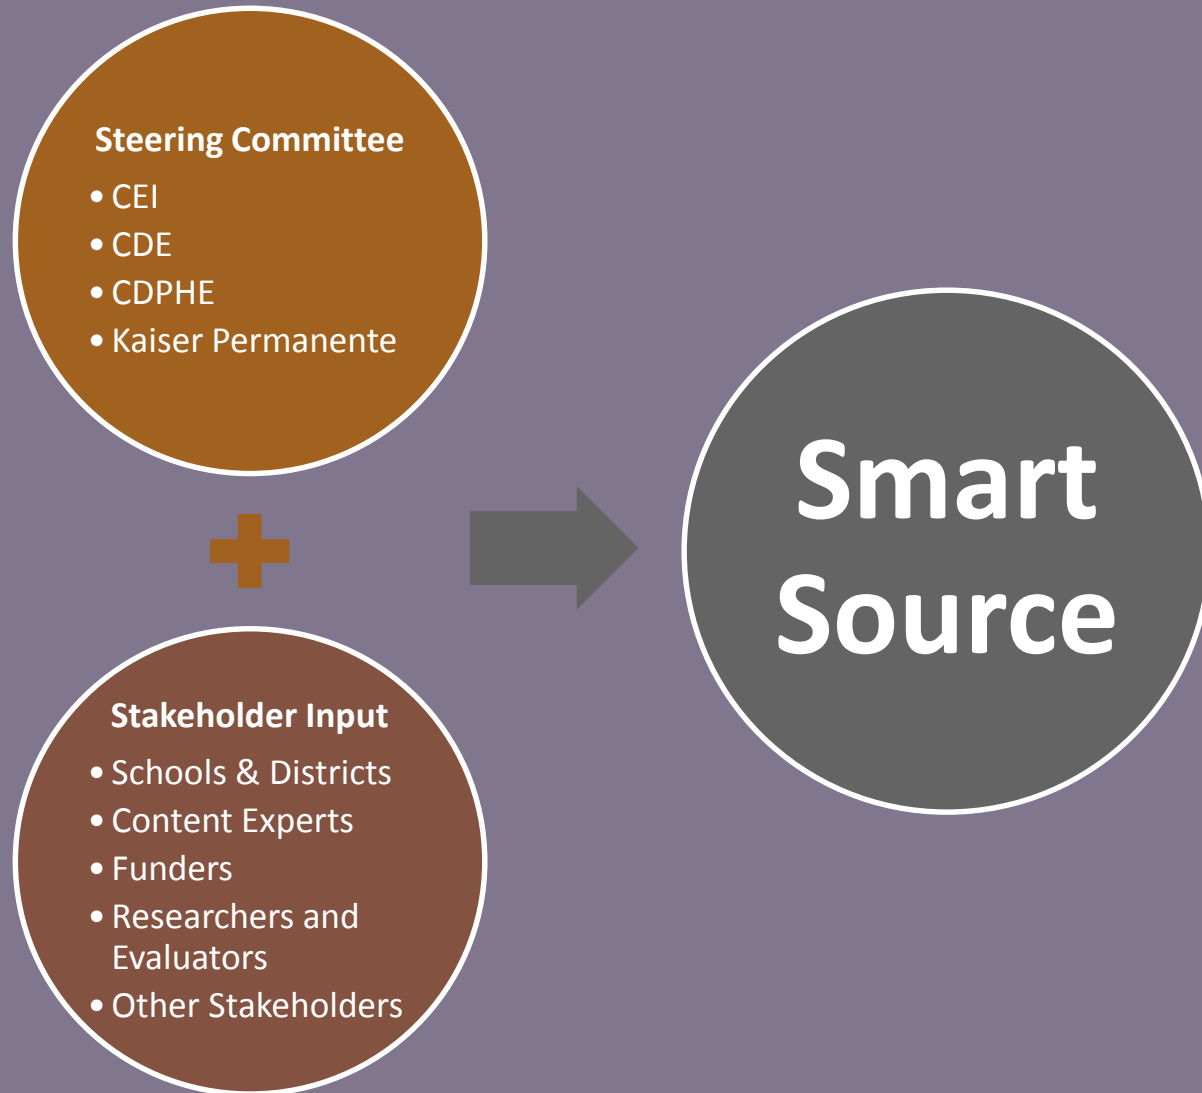 Steering Committee
• CEI
• CDE
• CDPHE
• Kaiser Permanente
Stakeholder Input
• Schools & Districts
• Content Experts
• Funders
• Researchers and
Evaluators
• Other Stakeholders
Smart
Source